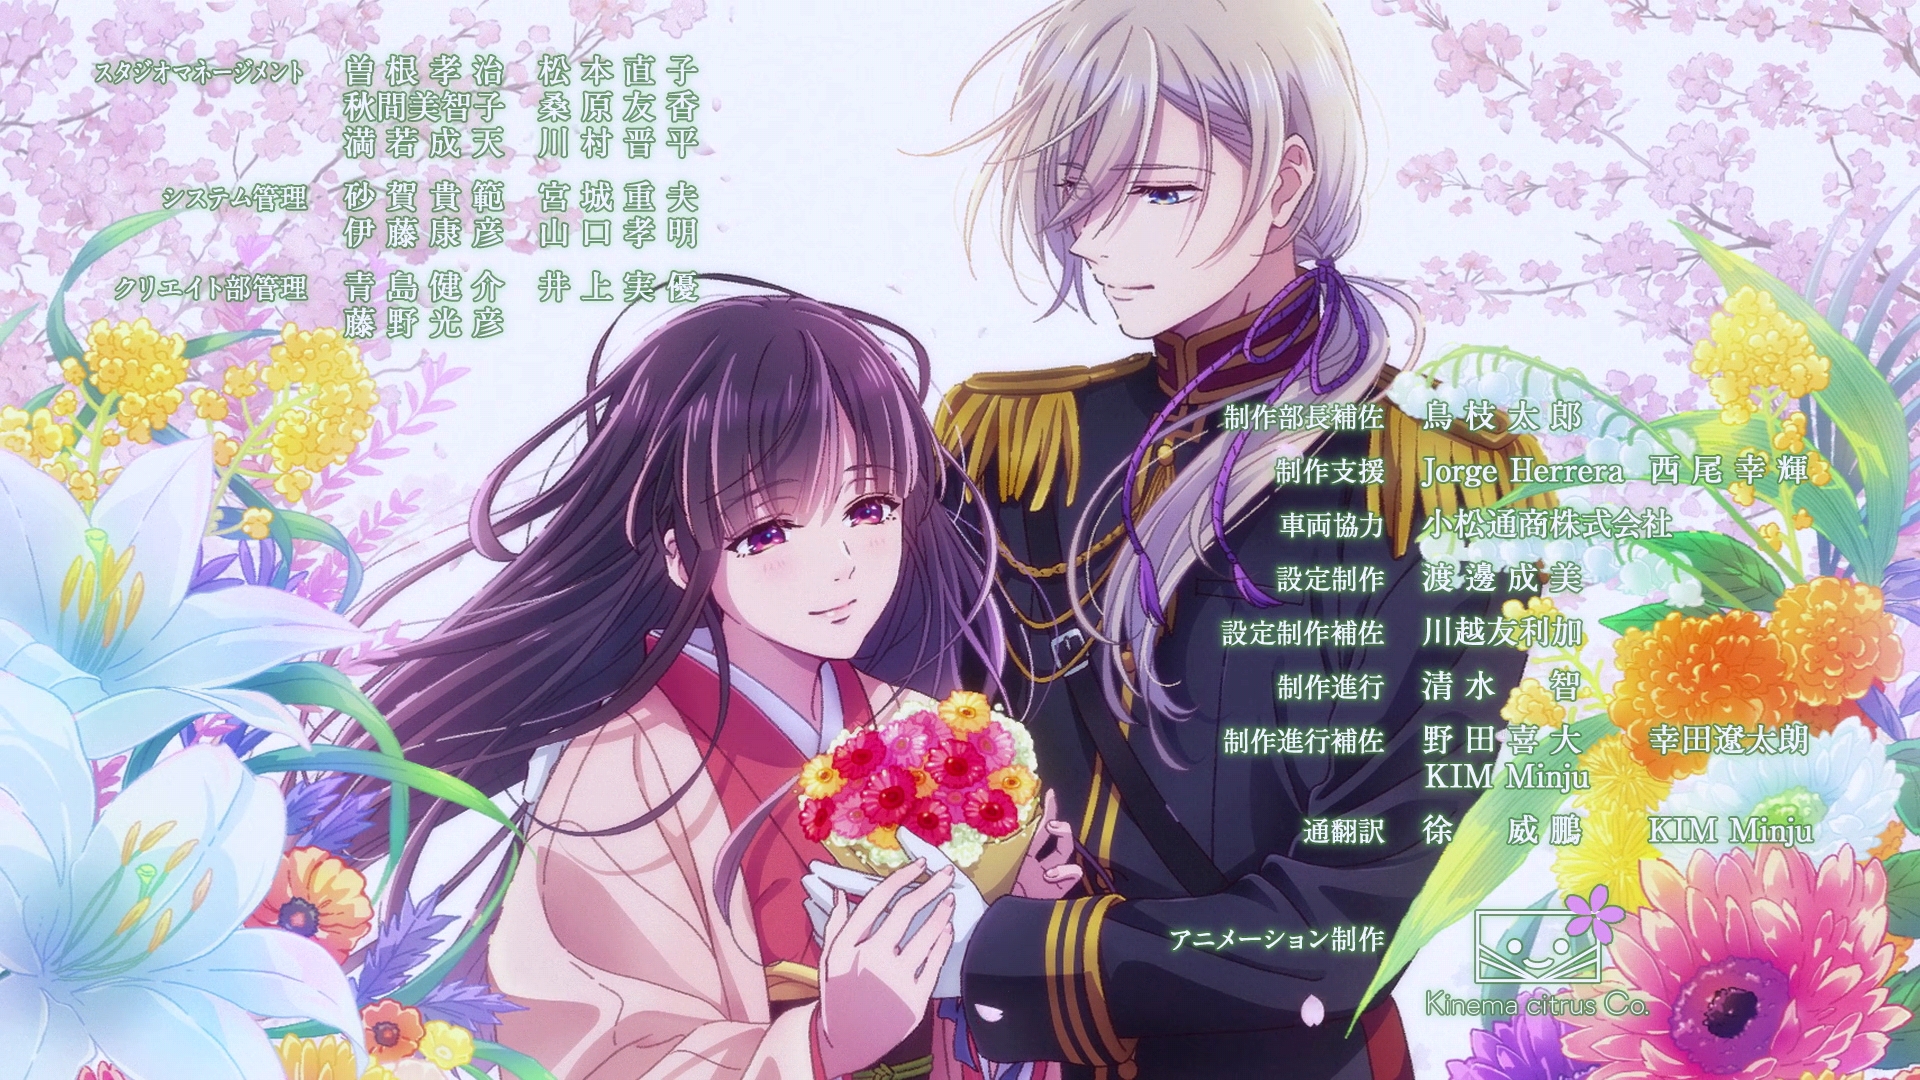 スタジオマネージメント 曽根孝治 松本直子
秋間美智子 桑原友香
満若成天 川村晋平
システム管理 砂賀貴範 宮城重夫
伊藤康彦 山口孝明
クリエイト部管理 青島健介 井上実優
藤野光彦
制作部長補佐 鳥枝太郎
制作支援 Jorge Herrera 西尾幸輝
車両協力 小松通商株式会社
設定制作 渡邊成美
設定制作補佐 川越友利加
制作進行 清水 智
制作進行補佐 野田喜大 幸田遼太朗
KIM Minju
通翻訳 徐 威鵬 KIM Minju
アニメーション制作
Kinema citrus Co.